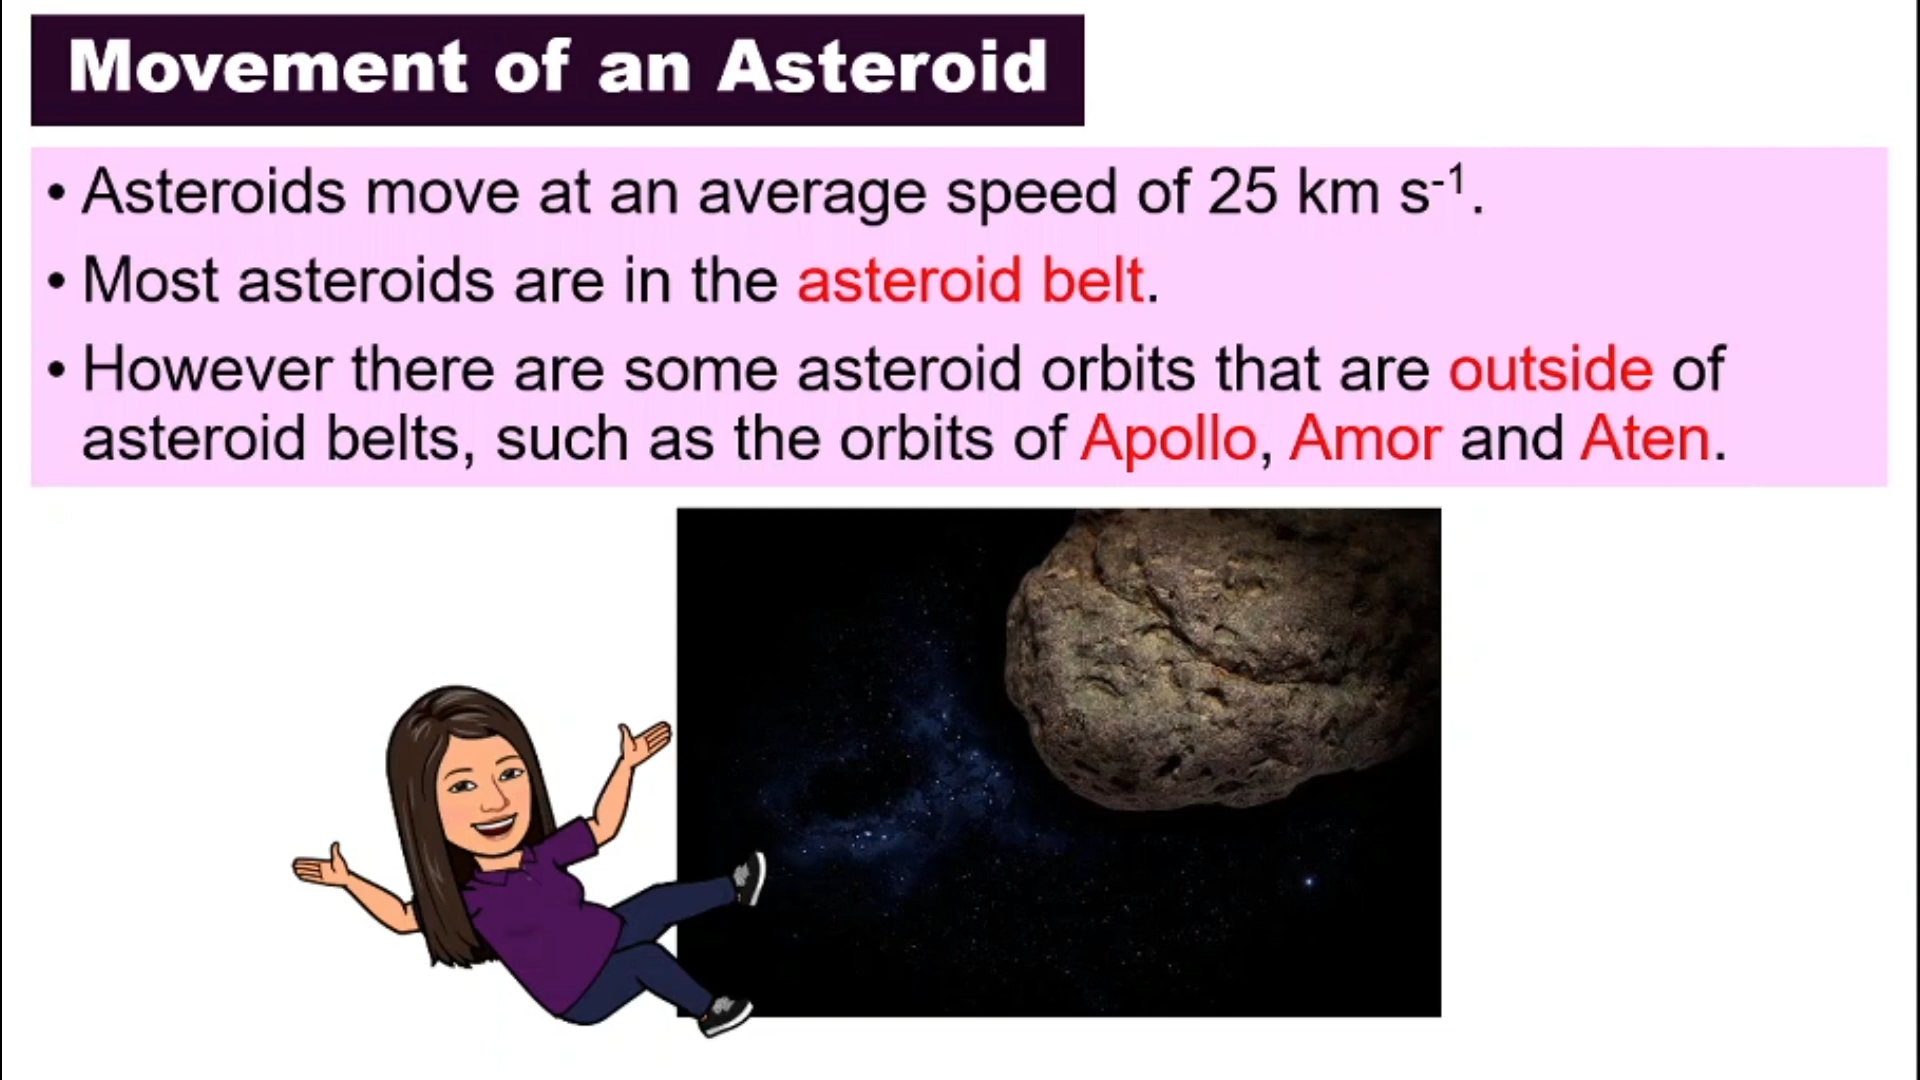 Movement of an Asteroid
• Asteroids move at an average speed of 25 km s⁻¹.
• Most asteroids are in the asteroid belt.
• However there are some asteroid orbits that are outside of
asteroid belts, such as the orbits of Apollo, Amor and Aten.